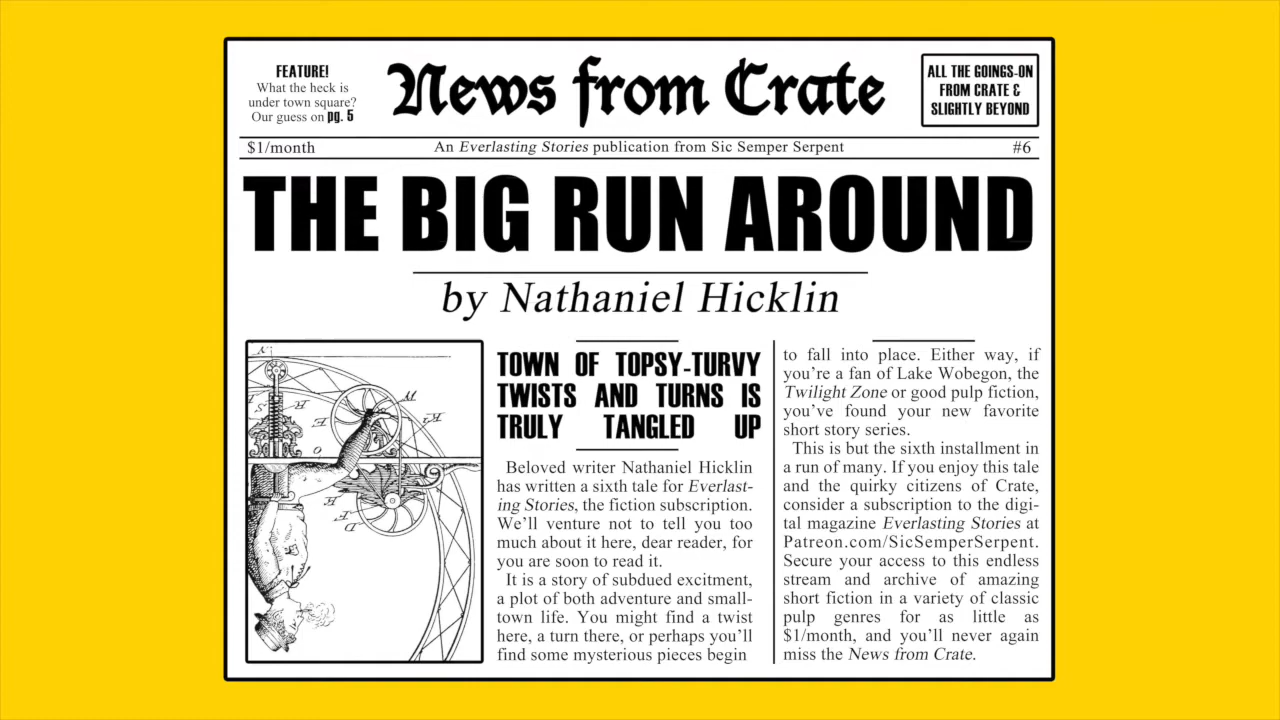 FEATURE!
What the heck is
under town square?
Our guess on pg. 5
News from Crate
ALL THE GOINGS-ON
FROM CRATE &
SLIGHTLY BEYOND
$1/month
An Everlasting Stories publication from Sic Semper Serpent
#6
THE BIG RUN AROUND
by Nathaniel Hicklin
TOWN OF TOPSY-TURVY
TWISTS AND TURNS IS
TRULY TANGLED UP
Beloved writer Nathaniel Hicklin
has written a sixth tale for Everlast-
ing Stories, the fiction subscription.
We'll venture not to tell you too
much about it here, dear reader, for
you are soon to read it.
It is a story of subdued excitment,
a plot of both adventure and small-
town life. You might find a twist
here, a turn there, or perhaps you'll
find some mysterious pieces begin
to fall into place. Either way, if
you're a fan of Lake Wobegon, the
Twilight Zone or good pulp fiction,
you've found your new favorite
short story series.
This is but the sixth installment in
a run of many. If you enjoy this tale
and the quirky citizens of Crate,
consider a subscription to the digi-
tal magazine Everlasting Stories at
Patreon.com/SicSemperSerpent.
Secure your access to this endless
stream and archive of amazing
short fiction in a variety of classic
pulp genres for as little as
$1/month, and you'll never again
miss the News from Crate.